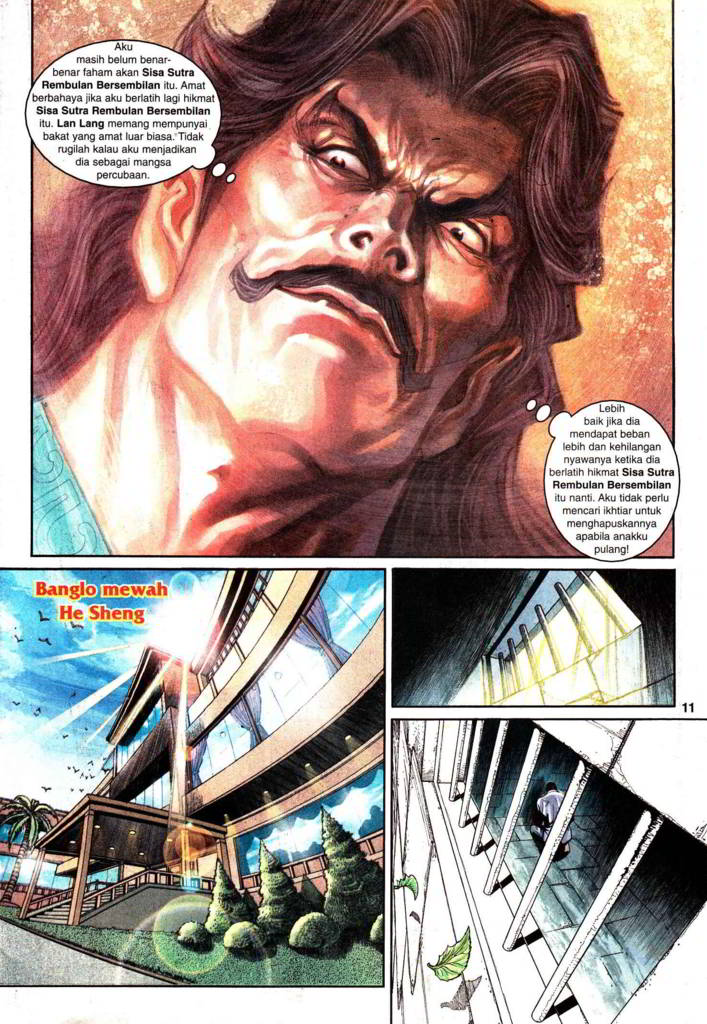 Aku
masih belum benar-
benar faham akan Sisa Sutra
Rembulan Bersembilan itu. Amat
berbahaya jika aku berlatih lagi hikmat
Sisa Sutra Rembulan Bersembilan
itu. Lan Lang memang mempunyai
bakat yang amat luar biasa. Tidak
rugilah kalau aku menjadikan
dia sebagai mangsa
percubaan.
Lebih
baik jika dia
mendapat beban
lebih dan kehilangan
nyawanya ketika dia
berlatih hikmat Sisa Sutra
Rembulan Bersembilan
itu nanti. Aku tidak perlu
mencari ikhtiar untuk
menghapuskannya
apabila anakku
pulang!
Banglo mewah
He Sheng
11